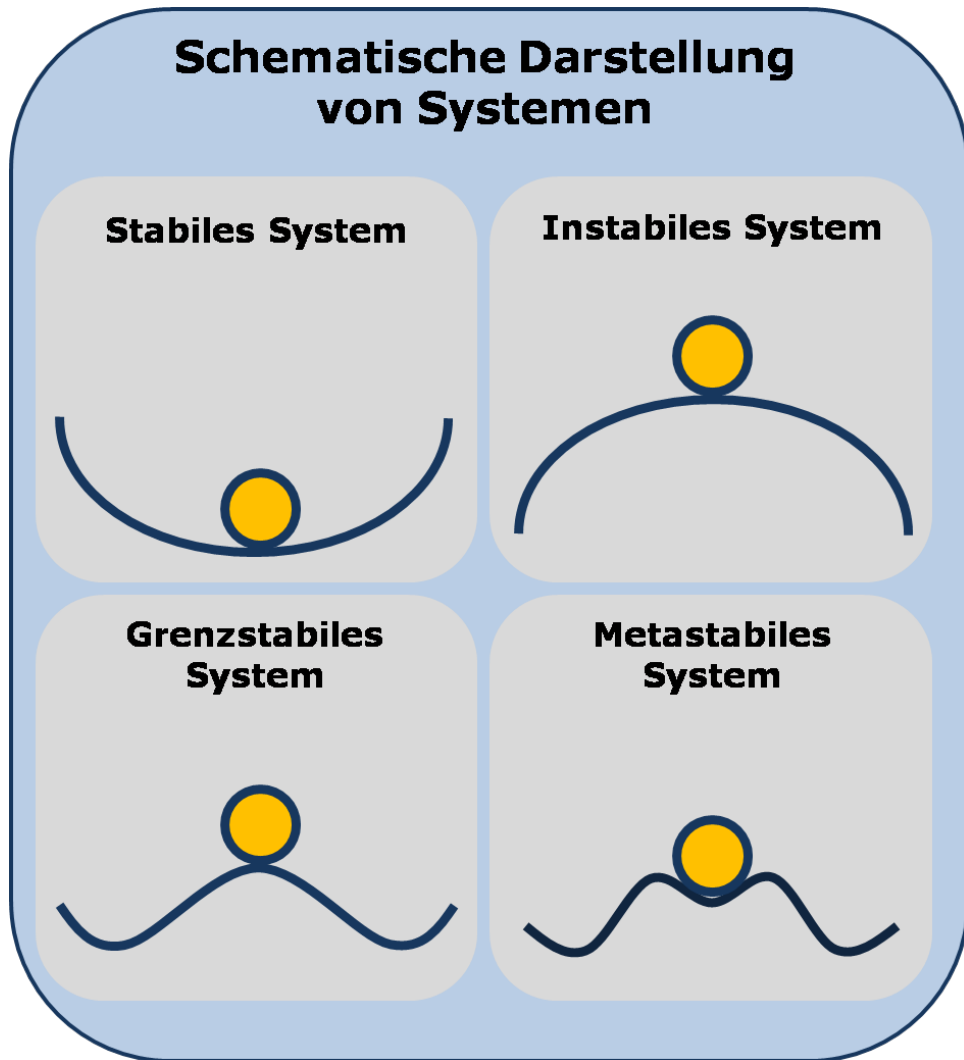 Schematische Darstellung
von Systemen
Stabiles System
Instabiles System
Grenzstabiles
System
Metastabiles
System